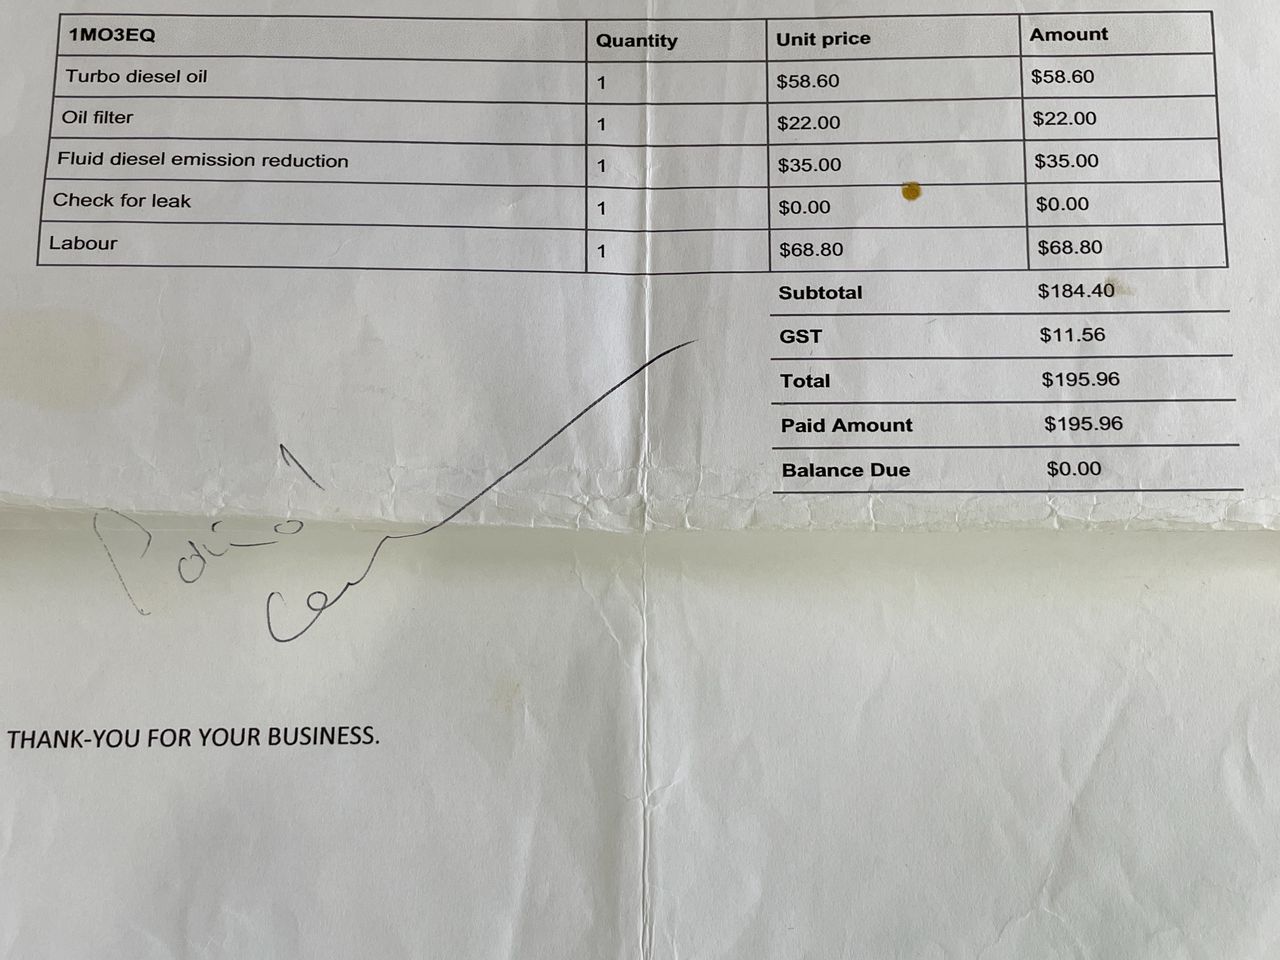 1MO3EQ Quantity Unit price Amount
Turbo diesel oil 1 $58.60 $58.60
Oil filter 1 $22.00 $22.00
Fluid diesel emission reduction 1 $35.00 $35.00
Check for leak 1 $0.00 $0.00
Labour 1 $68.80 $68.80
Subtotal $184.40
GST $11.56
Total $195.96
Paid Amount $195.96
Balance Due $0.00
THANK-YOU FOR YOUR BUSINESS.